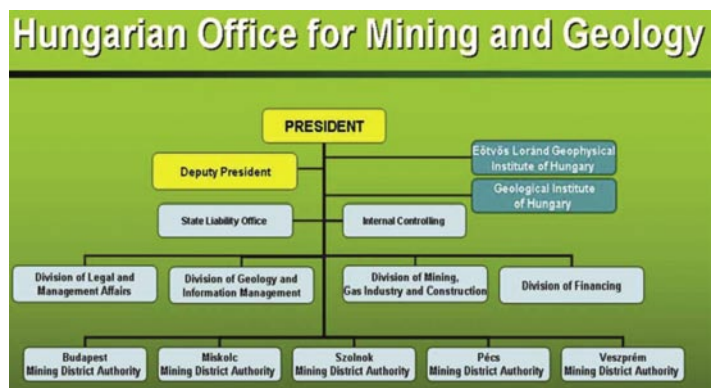 Hungarian Office for Mining and Geology
PRESIDENT
Eötvös Loránd Geophysical
Institute of Hungary
Deputy President
Geological Institute
of Hungary
State Liability Office
Internal Controlling
Division of Legal and
Management Affairs
Division of Geology and
Information Management
Division of Mining,
Gas Industry and Construction
Division of Financing
Budapest
Mining District Authority
Miskolc
Mining District Authority
Szolnok
Mining District Authority
Pécs
Mining District Authority
Veszprém
Mining District Authority